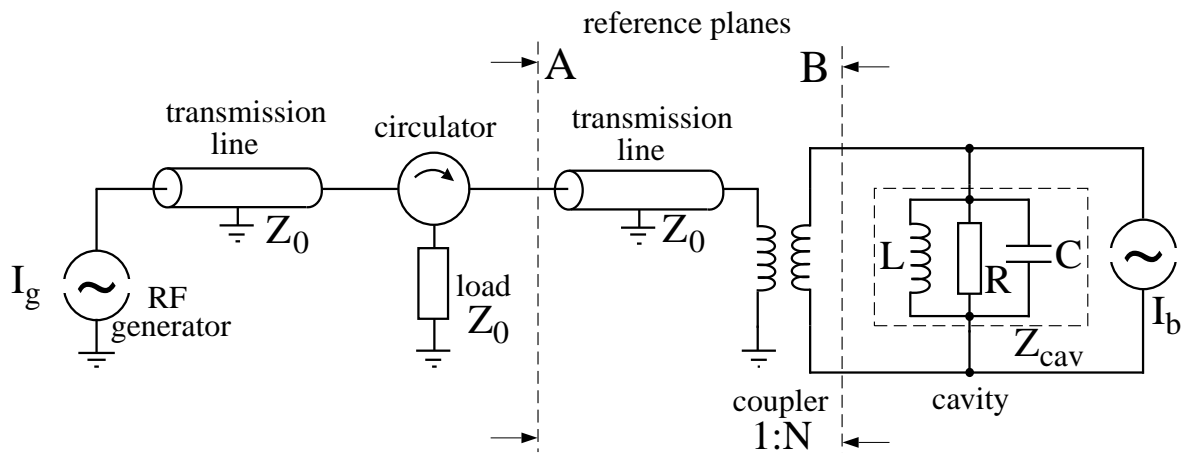 reference planes
A
B
transmission
line
circulator
transmission
line
Z0
Z0
Ig
RF
generator
load
Z0
L
R
C
Ib
Zcav
coupler
1:N
cavity